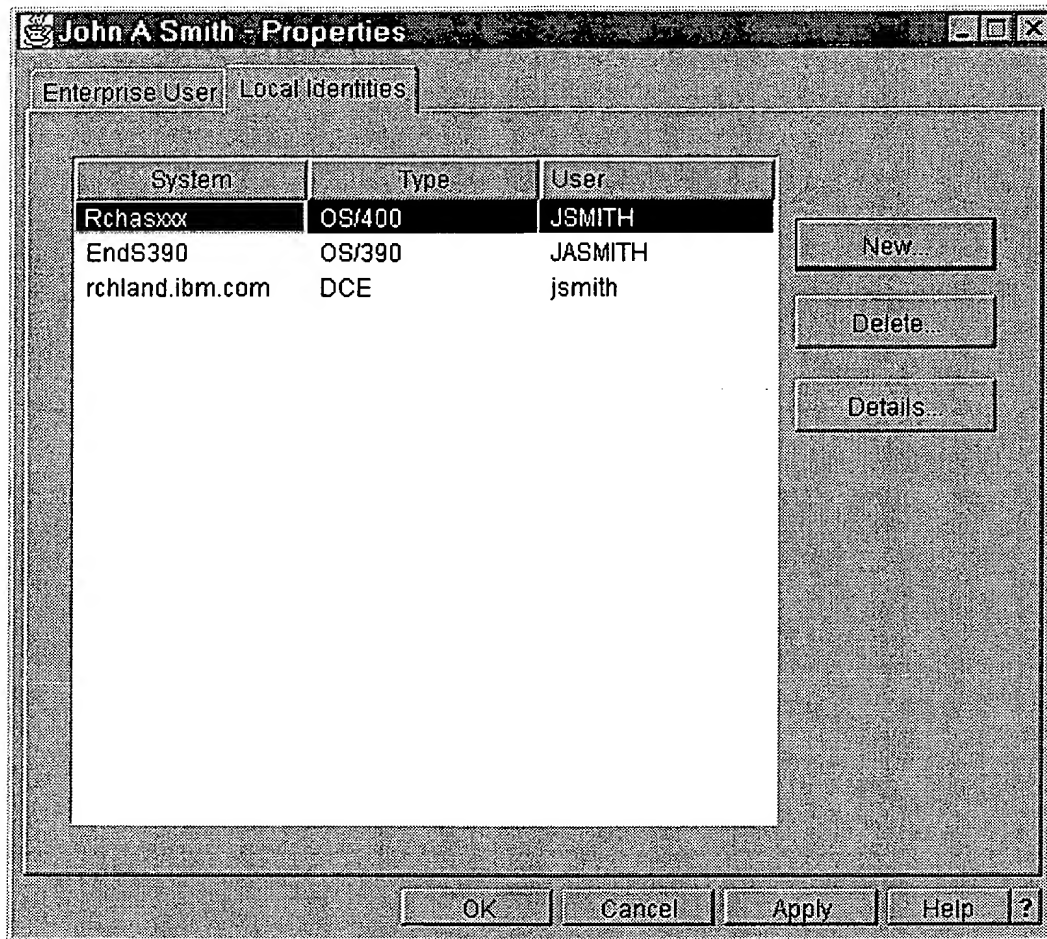 John A Smith - Properties
Enterprise User Local Identities
System Type User
Rchasxxx OS/400 JSMITH
EndS390 OS/390 JASMITH
rchland.ibm.com DCE jsmith
New...
Delete...
Details...
OK Cancel Apply Help ?